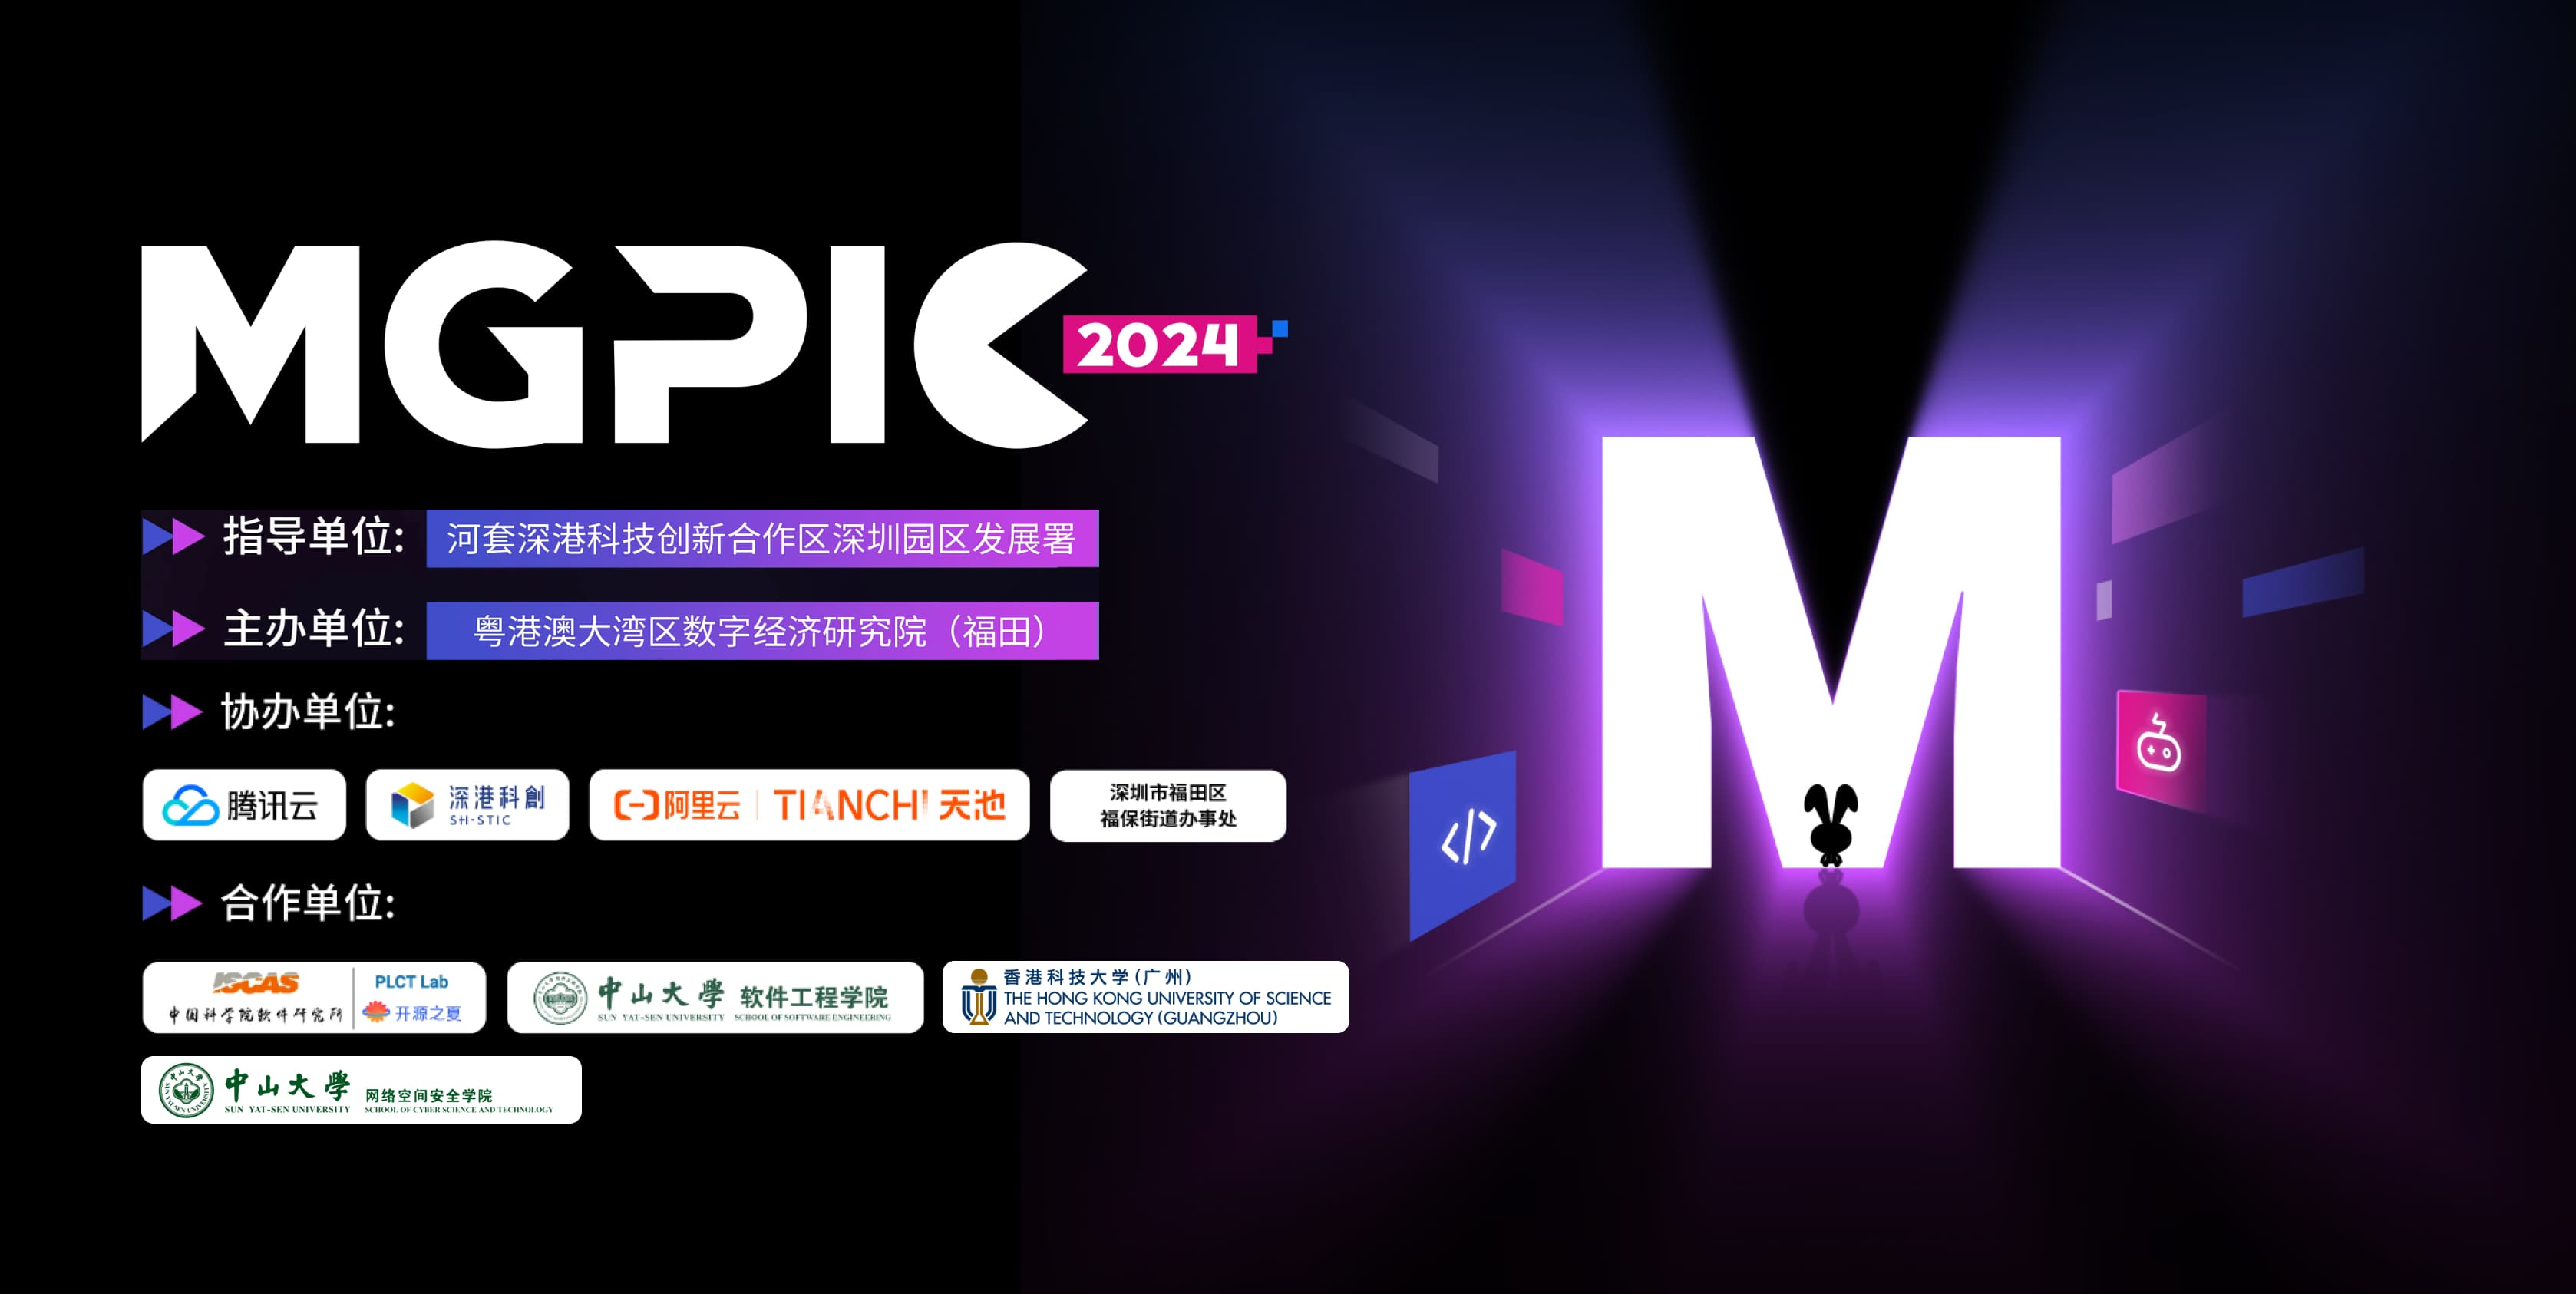 MGPIC
2024
指导单位:
河套深港科技创新合作区深圳园区发展署
主办单位:
粤港澳大湾区数字经济研究院（福田）
协办单位:
腾讯云
深港科創
SH-STIC
阿里云
TIANCHI 天池
深圳市福田区
福保街道办事处
合作单位:
ISCAS
中国科学院软件研究所
PLCT Lab
开源之夏
中山大學 软件工程学院
SUN YAT-SEN UNIVERSITY SCHOOL OF SOFTWARE ENGINEERING
香港科技大学(广州)
THE HONG KONG UNIVERSITY OF SCIENCE
AND TECHNOLOGY (GUANGZHOU)
中山大學 网络空间安全学院
SUN YAT-SEN UNIVERSITY SCHOOL OF CYBER SCIENCE AND TECHNOLOGY
M
</>